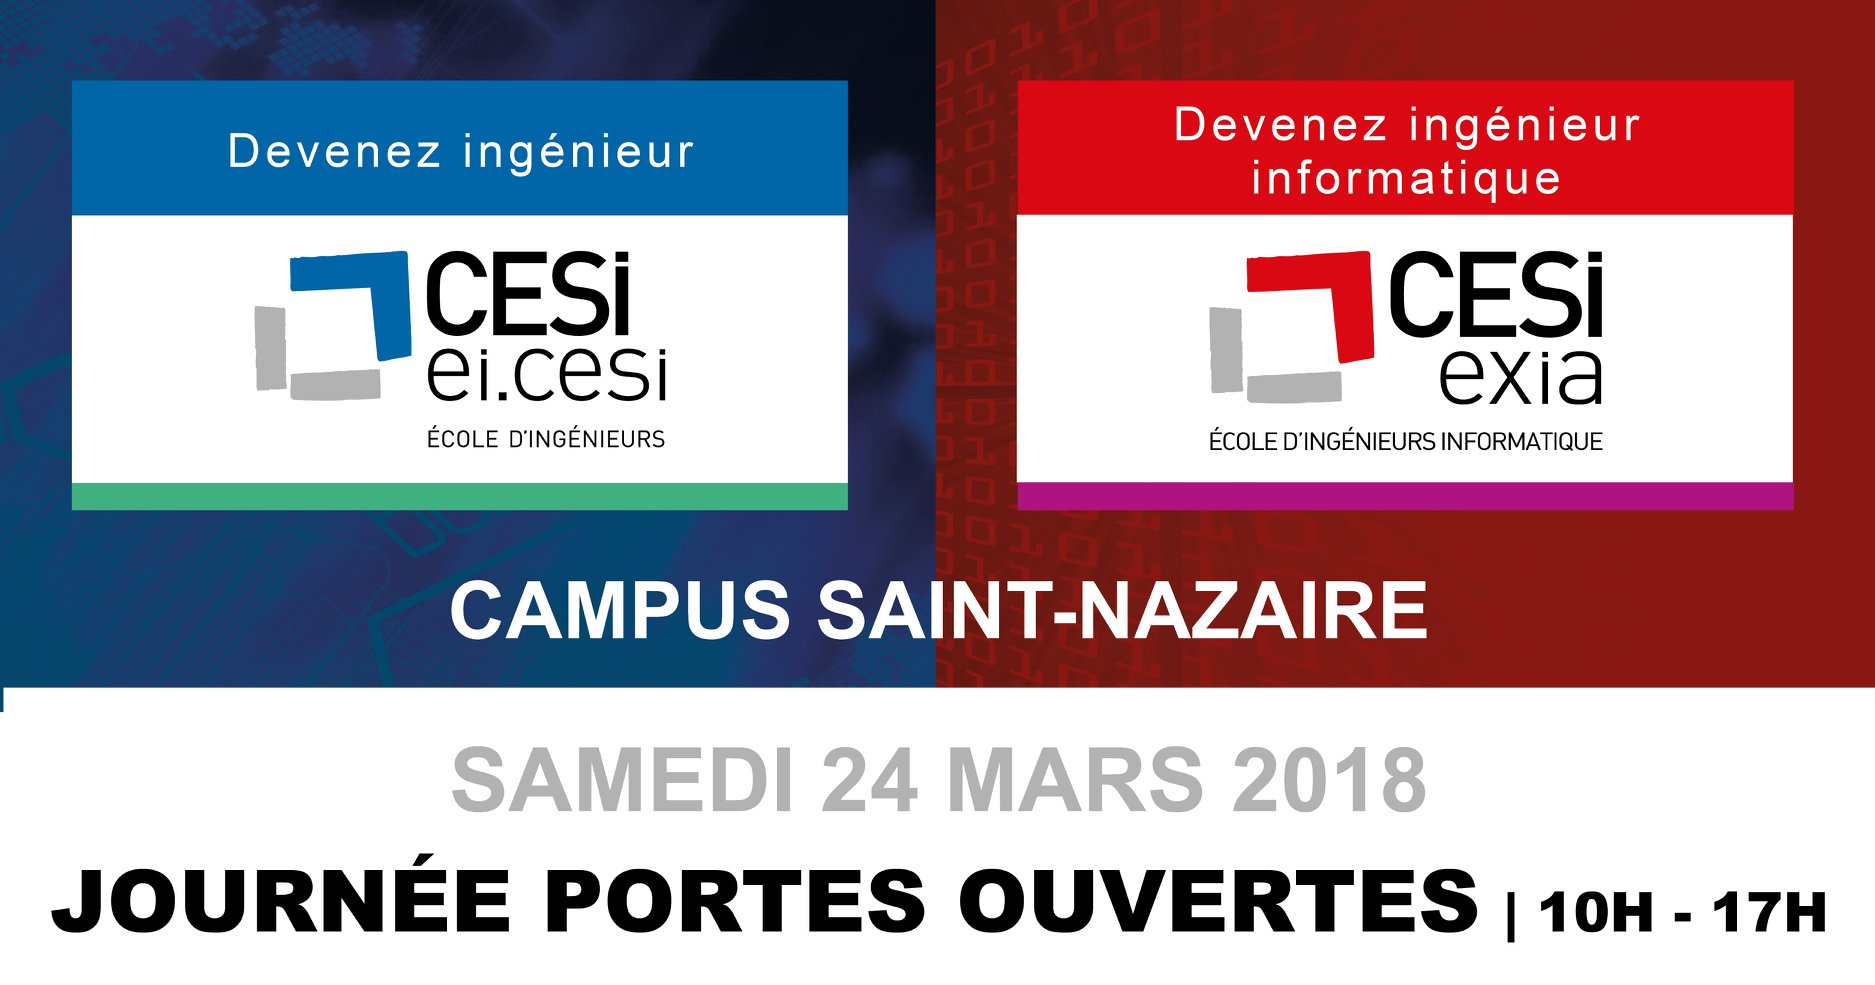 Devenez ingénieur
CESi
ei.cesi
ÉCOLE D'INGÉNIEURS
Devenez ingénieur
informatique
CESi
exia
ÉCOLE D'INGÉNIEURS INFORMATIQUE
CAMPUS SAINT-NAZAIRE
SAMEDI 24 MARS 2018
JOURNÉE PORTES OUVERTES | 10H - 17H